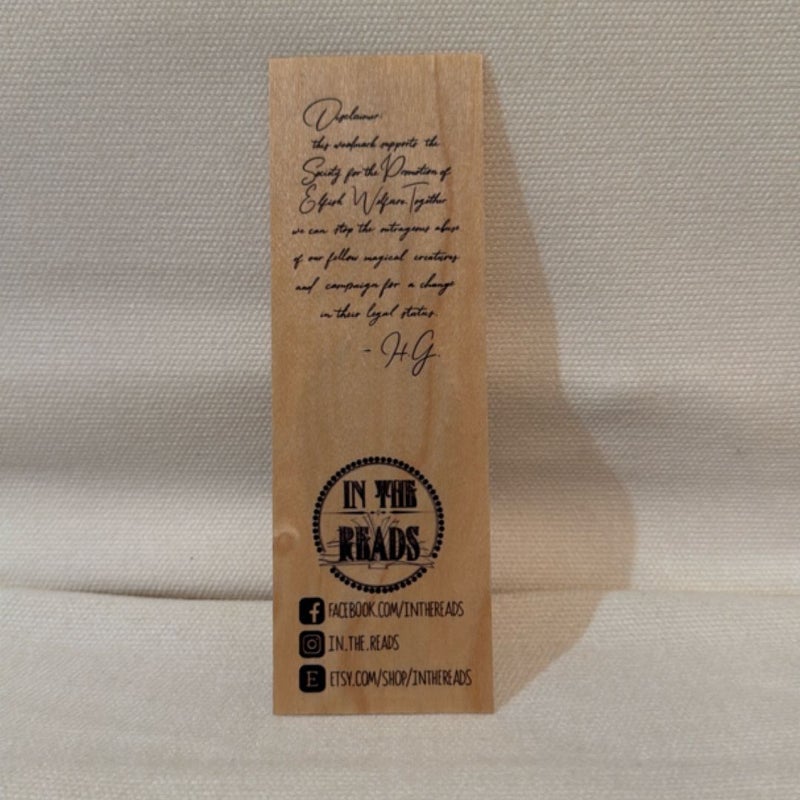 Disclaimer:
this woodmark supports the
Society for the Promotion of
Elfish Welfare. Together
we can stop the outrageous abuse
of our fellow magical creatures
and campaign for a change
in their legal status.
- H.G.
IN THE
READS
FACEBOOK.COM/INTHEREADS
IN.THE.READS
ETSY.COM/SHOP/INTHEREADS